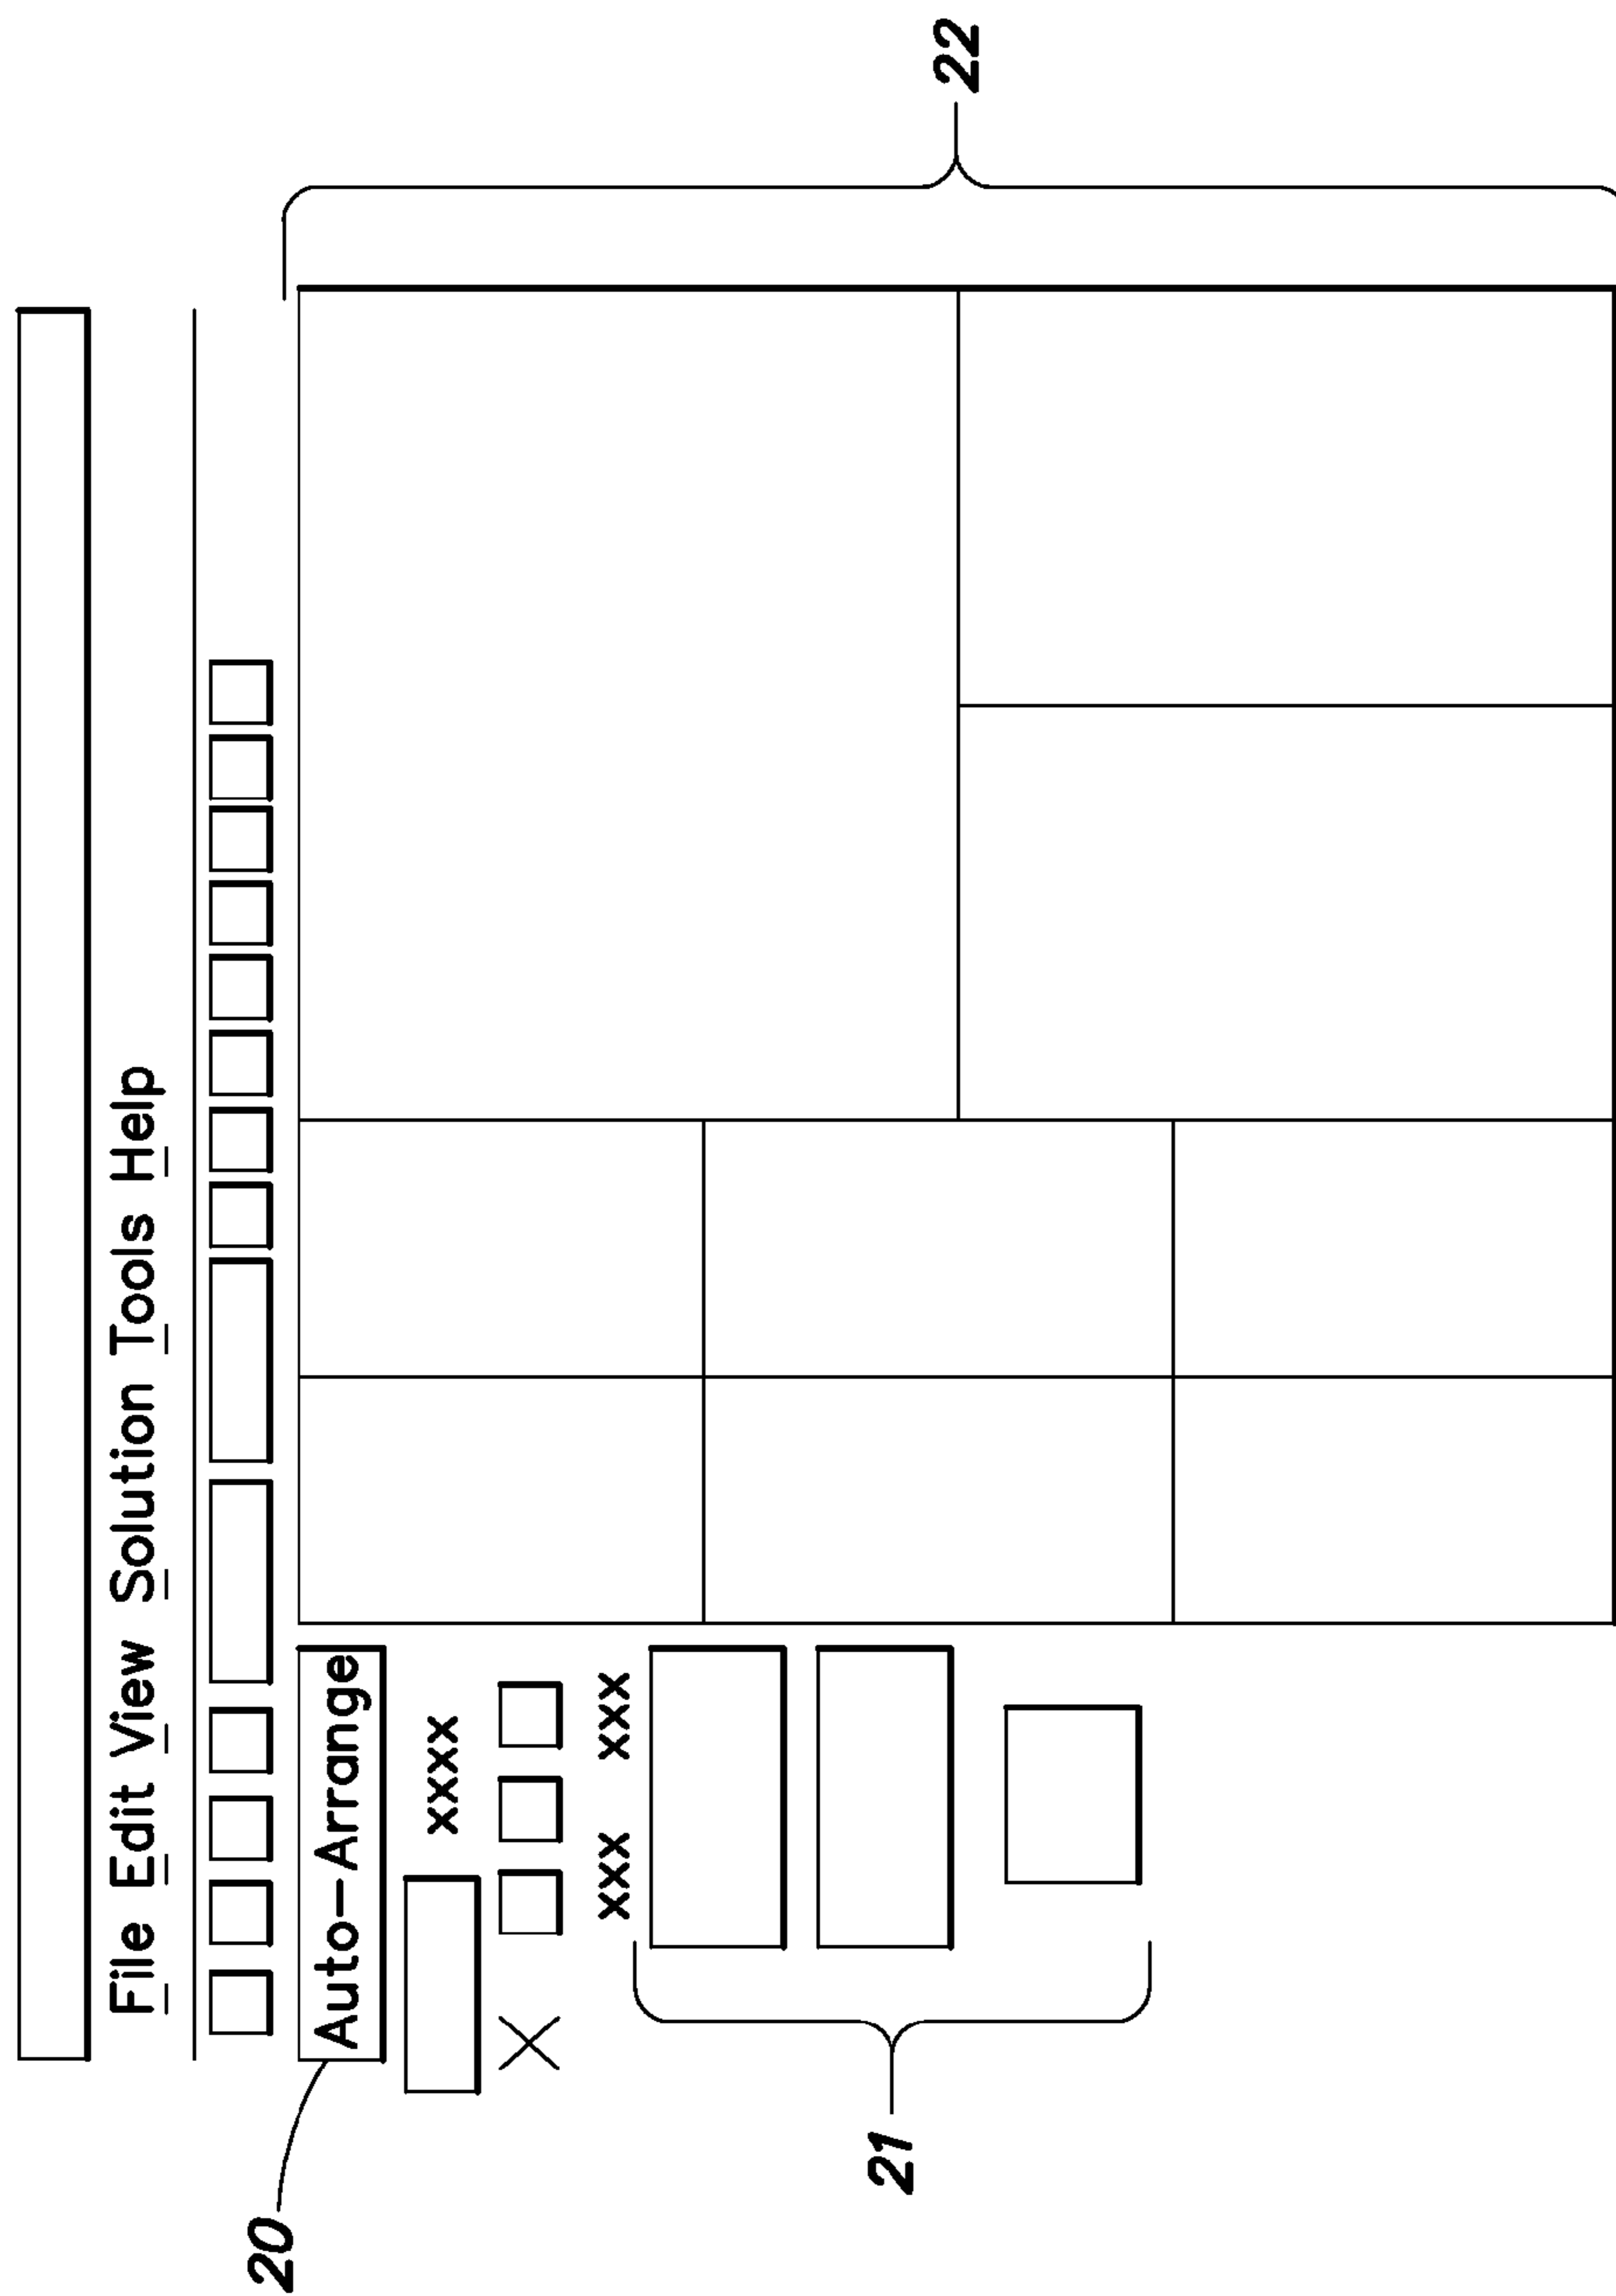 File Edit View Solution Tools Help
20
Auto-Arrange
xxxx
X
xxx xxx
21
22